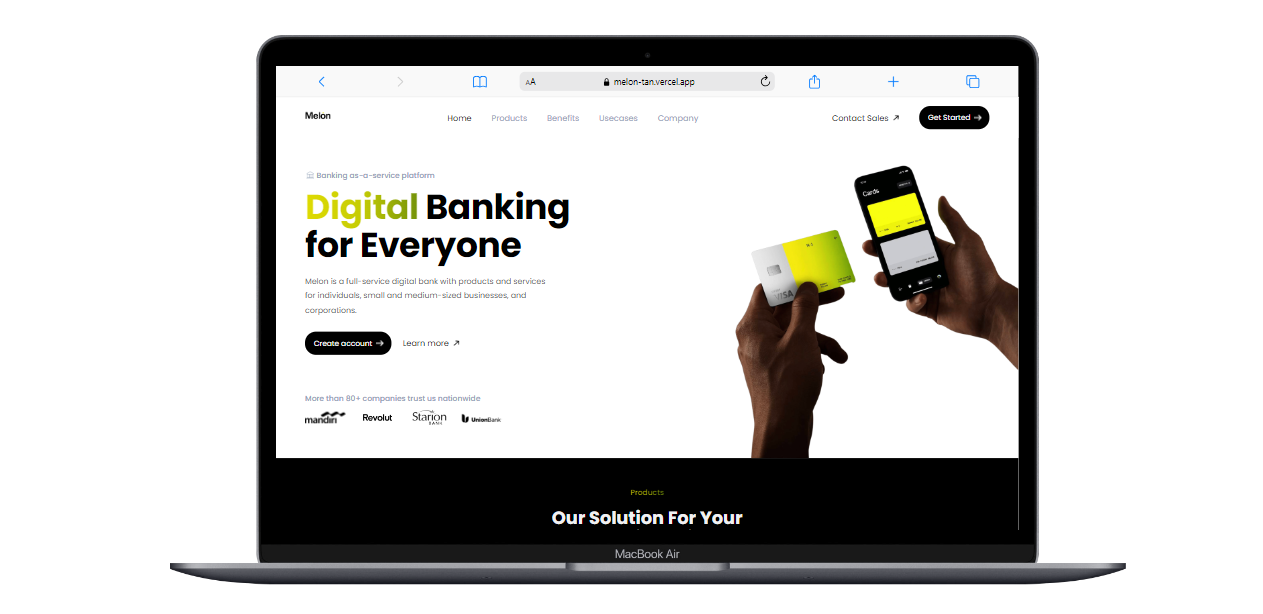 AA melon-tan.vercel.app
Melon
Home Products Benefits Usecases Company
Contact Sales ↗
Get Started →
Banking as-a-service platform
Digital Banking
for Everyone
Melon is a full-service digital bank with products and services
for individuals, small and medium-sized businesses, and
corporations.
Create account →
Learn more ↗
Cards
VISA
More than 80+ companies trust us nationwide
mandiri Revolut Starion BANK UnionBank
Products
Our Solution For Your
MacBook Air